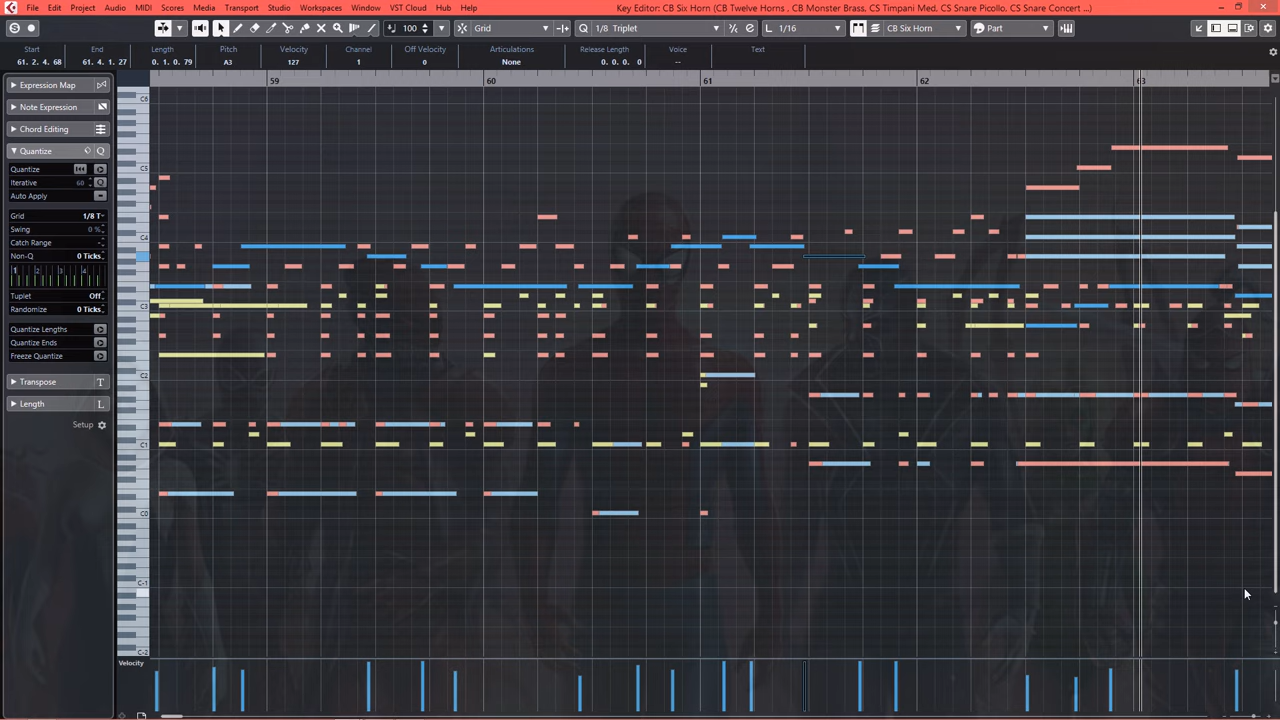 File Edit Project Audio MIDI Scores Media Transport Studio Workspaces Window VST Cloud Hub Help Key Editor: CB Six Horn (CB Twelve Horns , CB Monster Brass, CS Timpani Med, CS Snare Picollo, CS Snare Concert ...)
100 Grid Q 1/8 Triplet L 1/16 CB Six Horn Part
Start End Length Pitch Velocity Channel Off Velocity Articulations Release Length Voice Text
61. 2. 4. 68 61. 4. 1. 27 0. 1. 0. 79 A3 127 1 0 None 0. 0. 0. 0 --
Expression Map
59 60 61 62 63
Note Expression
Chord Editing
Quantize Q
Quantize
Iterative 60 Q
Auto Apply
Grid 1/8 T
Swing 0 %
Catch Range -
Non-Q 0 Ticks
1 2 3 4
Tuplet Off
Randomize 0 Ticks
Quantize Lengths
Quantize Ends
Freeze Quantize
Transpose T
Length L
Setup
C6
C5
C4
C3
C2
C1
C0
C-1
C-2
Velocity